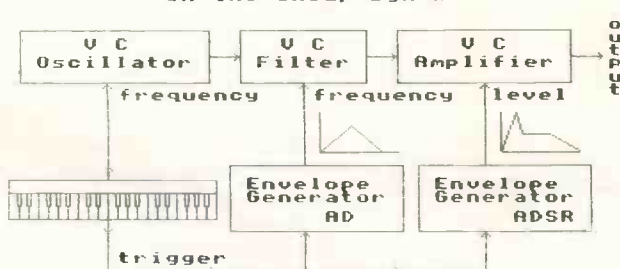 V C
Oscillator
V C
Filter
V C
Amplifier
output
frequency
frequency
level
Envelope
Generator
AD
Envelope
Generator
ADSR
trigger